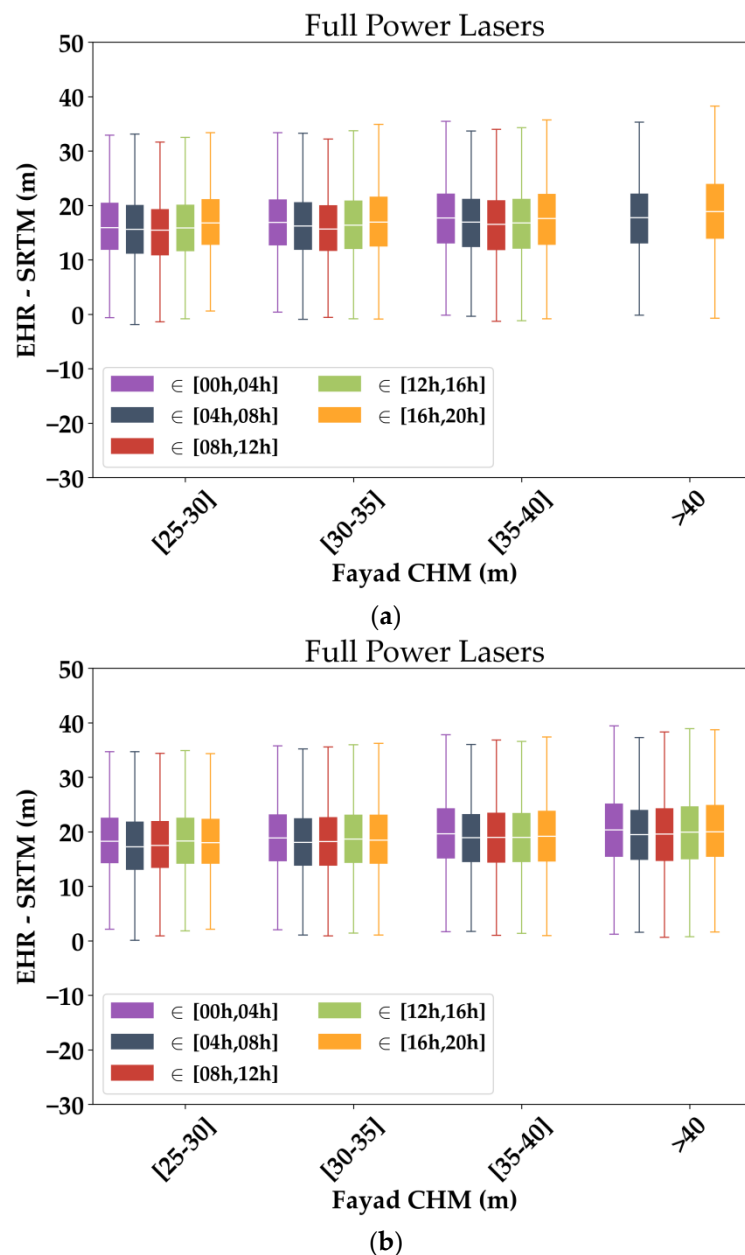 Full Power Lasers
50
40
30
20
10
0
−10
−20
−30
EHR - SRTM (m)
∈ [00h,04h] ∈ [12h,16h]
∈ [04h,08h] ∈ [16h,20h]
∈ [08h,12h]
[25-30] [30-35] [35-40] >40
Fayad CHM (m)
(a)
Full Power Lasers
50
40
30
20
10
0
−10
−20
−30
EHR - SRTM (m)
∈ [00h,04h] ∈ [12h,16h]
∈ [04h,08h] ∈ [16h,20h]
∈ [08h,12h]
[25-30] [30-35] [35-40] >40
Fayad CHM (m)
(b)